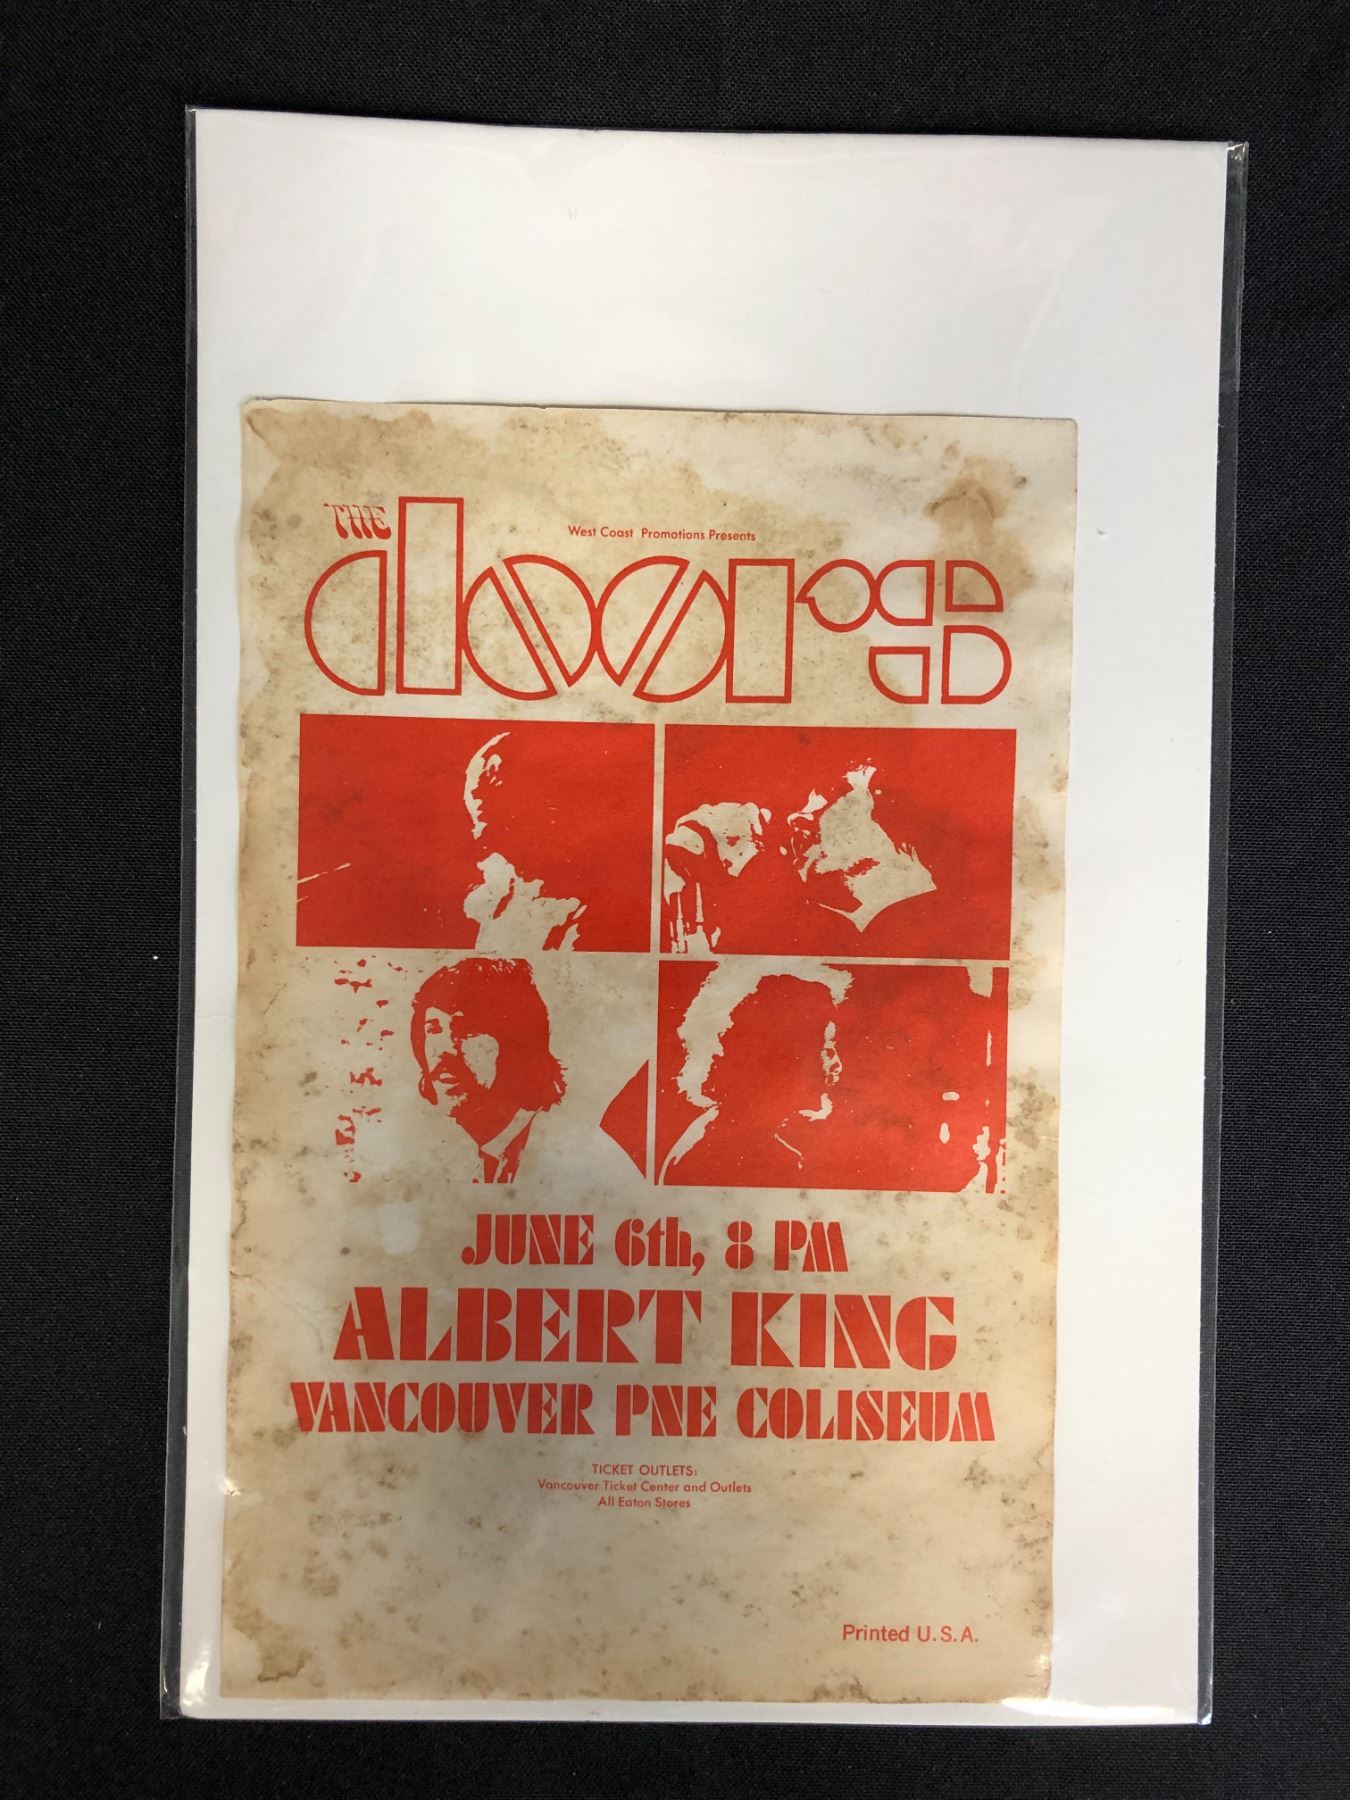 West Coast Promotions Presents
THE
doors
JUNE 6th, 8 PM
ALBERT KING
VANCOUVER PNE COLISEUM
TICKET OUTLETS:
Vancouver Ticket Center and Outlets
All Eaton Stores
Printed U.S.A.